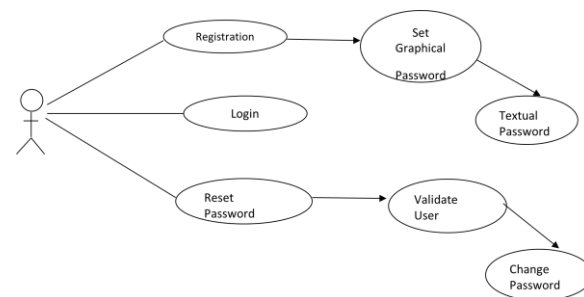 Registration
Set
Graphical
Password
Login
Textual
Password
Reset
Password
Validate
User
Change
Password